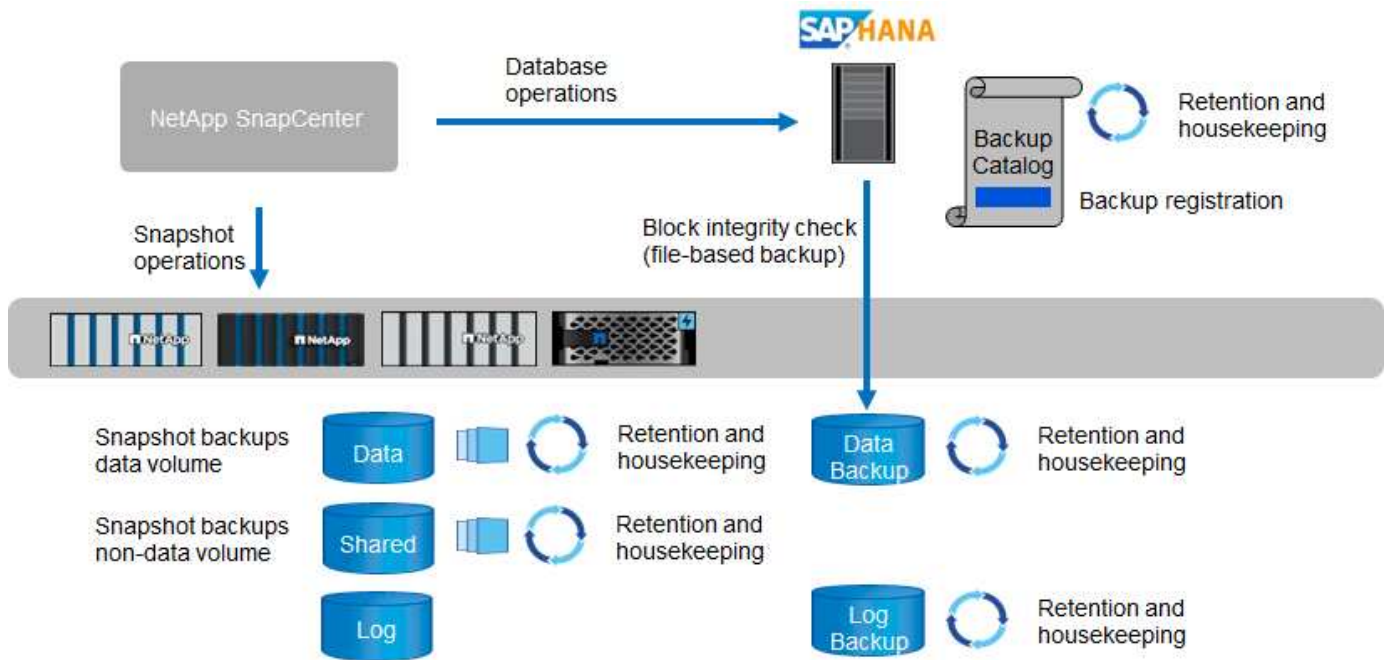 SAP HANA
Database
operations
NetApp SnapCenter
Retention and
housekeeping
Backup
Catalog
Backup registration
Snapshot
operations
Block integrity check
(file-based backup)
NetApp
NetApp
NetApp
Snapshot backups
data volume
Data
Retention and
housekeeping
Data
Backup
Retention and
housekeeping
Snapshot backups
non-data volume
Shared
Retention and
housekeeping
Log
Log
Backup
Retention and
housekeeping